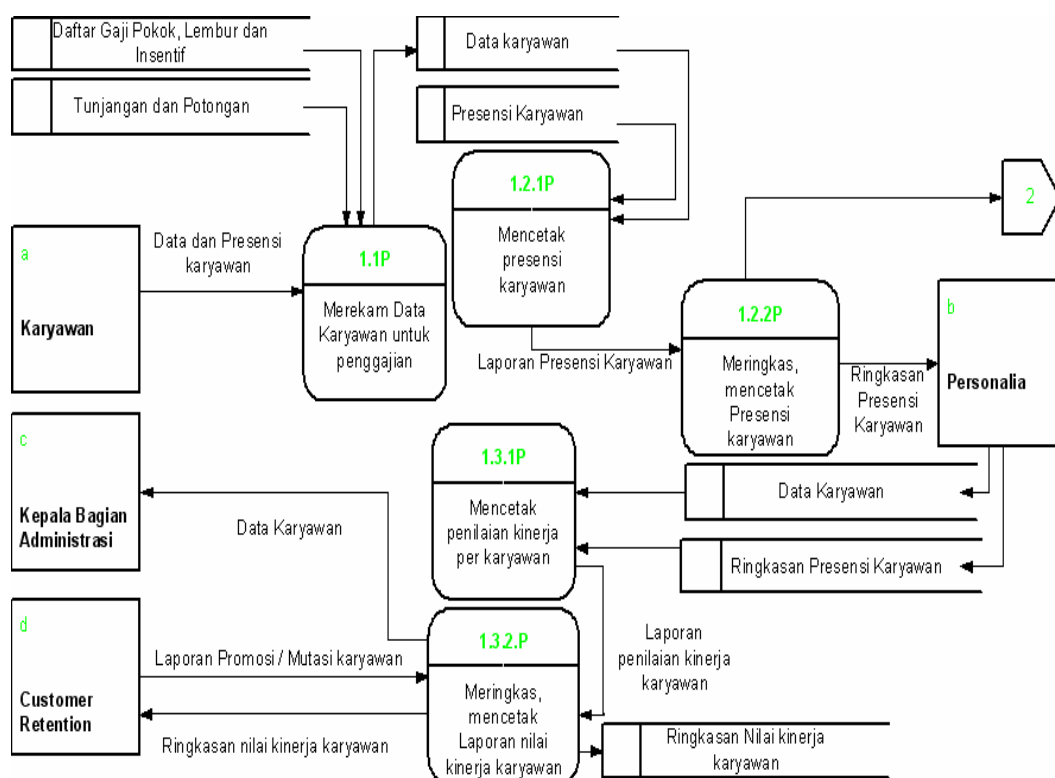 Daftar Gaji Pokok, Lembur dan
Insentif
Tunjangan dan Potongan
Data karyawan
Presensi Karyawan
1.2.1P
Mencetak
presensi
karyawan
2
a
Karyawan
Data dan Presensi
karyawan
1.1P
Merekam Data
Karyawan untuk
penggajian
Laporan Presensi Karyawan
1.2.2P
Meringkas,
mencetak
Presensi
karyawan
Ringkasan
Presensi
Karyawan
b
Personalia
c
Kepala Bagian
Administrasi
Data Karyawan
1.3.1P
Mencetak
penilaian kinerja
per karyawan
Data Karyawan
Ringkasan Presensi Karyawan
d
Customer
Retention
Laporan Promosi / Mutasi karyawan
Ringkasan nilai kinerja karyawan
1.3.2.P
Meringkas,
mencetak
Laporan nilai
kinerja karyawan
Laporan
penilaian kinerja
karyawan
Ringkasan Nilai kinerja
karyawan